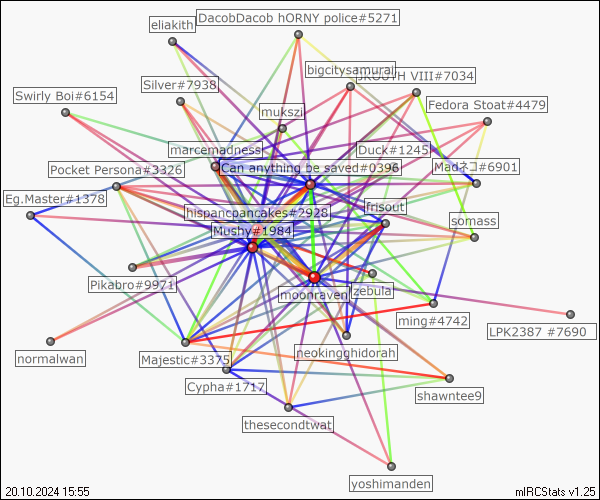 DacobDacob hORNY police#5271
eliakith
bigcitysamurai
VIII#7034
Silver#7938
Swirly Boi#6154
Fedora Stoat#4479
mukszi
marcemadness
Duck#1245
Can anything be saved#0396
Madネコ#6901
Pocket Persona#3326
Eg.Master#1378
hispancpancakes#2928
frisout
somass
Mushy#1984
Pikabro#9971
moonraven
zebula
ming#4742
LPK2387 #7690
normalwan
Majestic#3375
neokingghidorah
Cypha#1717
shawntee9
thesecondtwat
yoshimanden
20.10.2024 15:55
mIRCStats v1.25